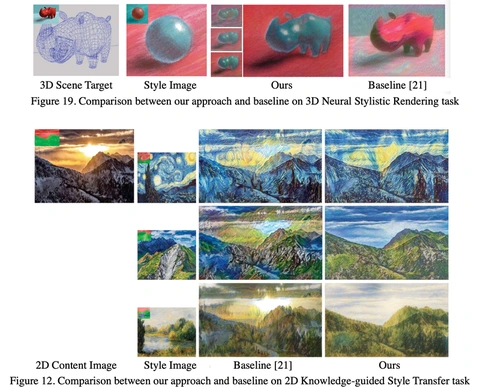 3D Scene Target Style Image Ours Baseline [21]
Figure 19. Comparison between our approach and baseline on 3D Neural Stylistic Rendering task
2D Content Image Style Image Baseline [21] Ours
Figure 12. Comparison between our approach and baseline on 2D Knowledge-guided Style Transfer task